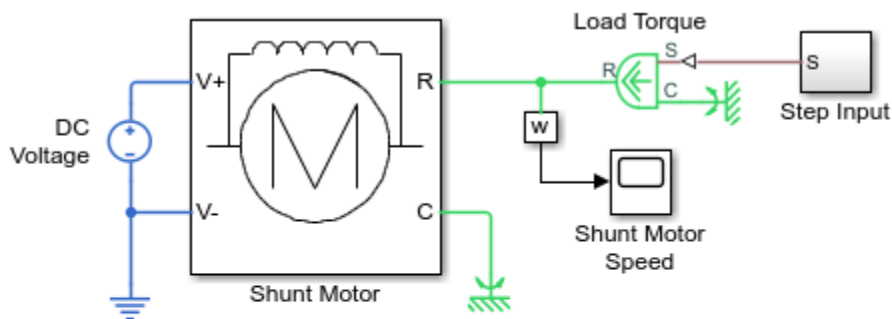 Load Torque
S
R
C
S
Step Input
V+
R
DC
Voltage
M
W
V-
C
Shunt Motor
Shunt Motor
Speed